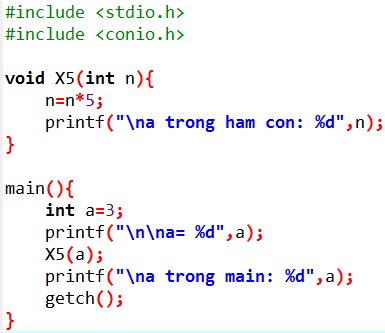 #include <stdio.h>
#include <conio.h>
void X5(int n){
n=n*5;
printf("\na trong ham con: %d",n);
}
main(){
int a=3;
printf("\n\na= %d",a);
X5(a);
printf("\na trong main: %d",a);
getch();
}